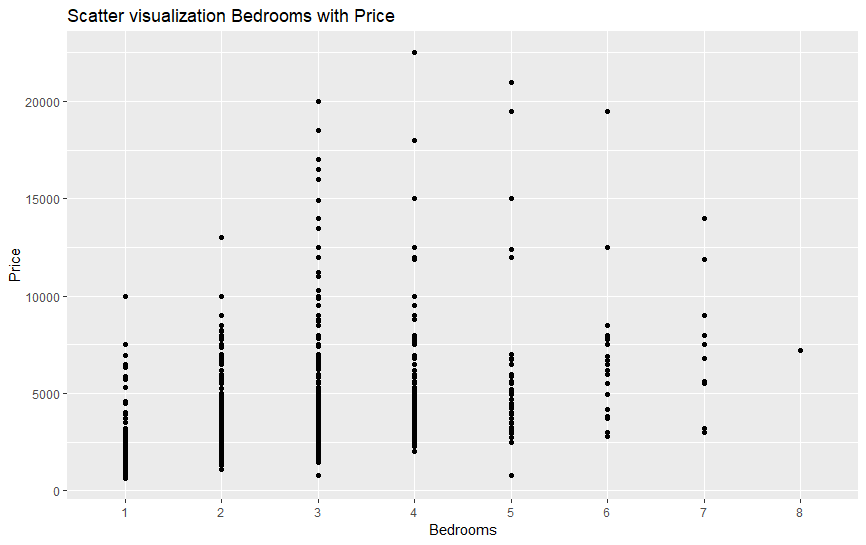 Scatter visualization Bedrooms with Price
20000
15000
10000
5000
0
Price
1 2 3 4 5 6 7 8
Bedrooms